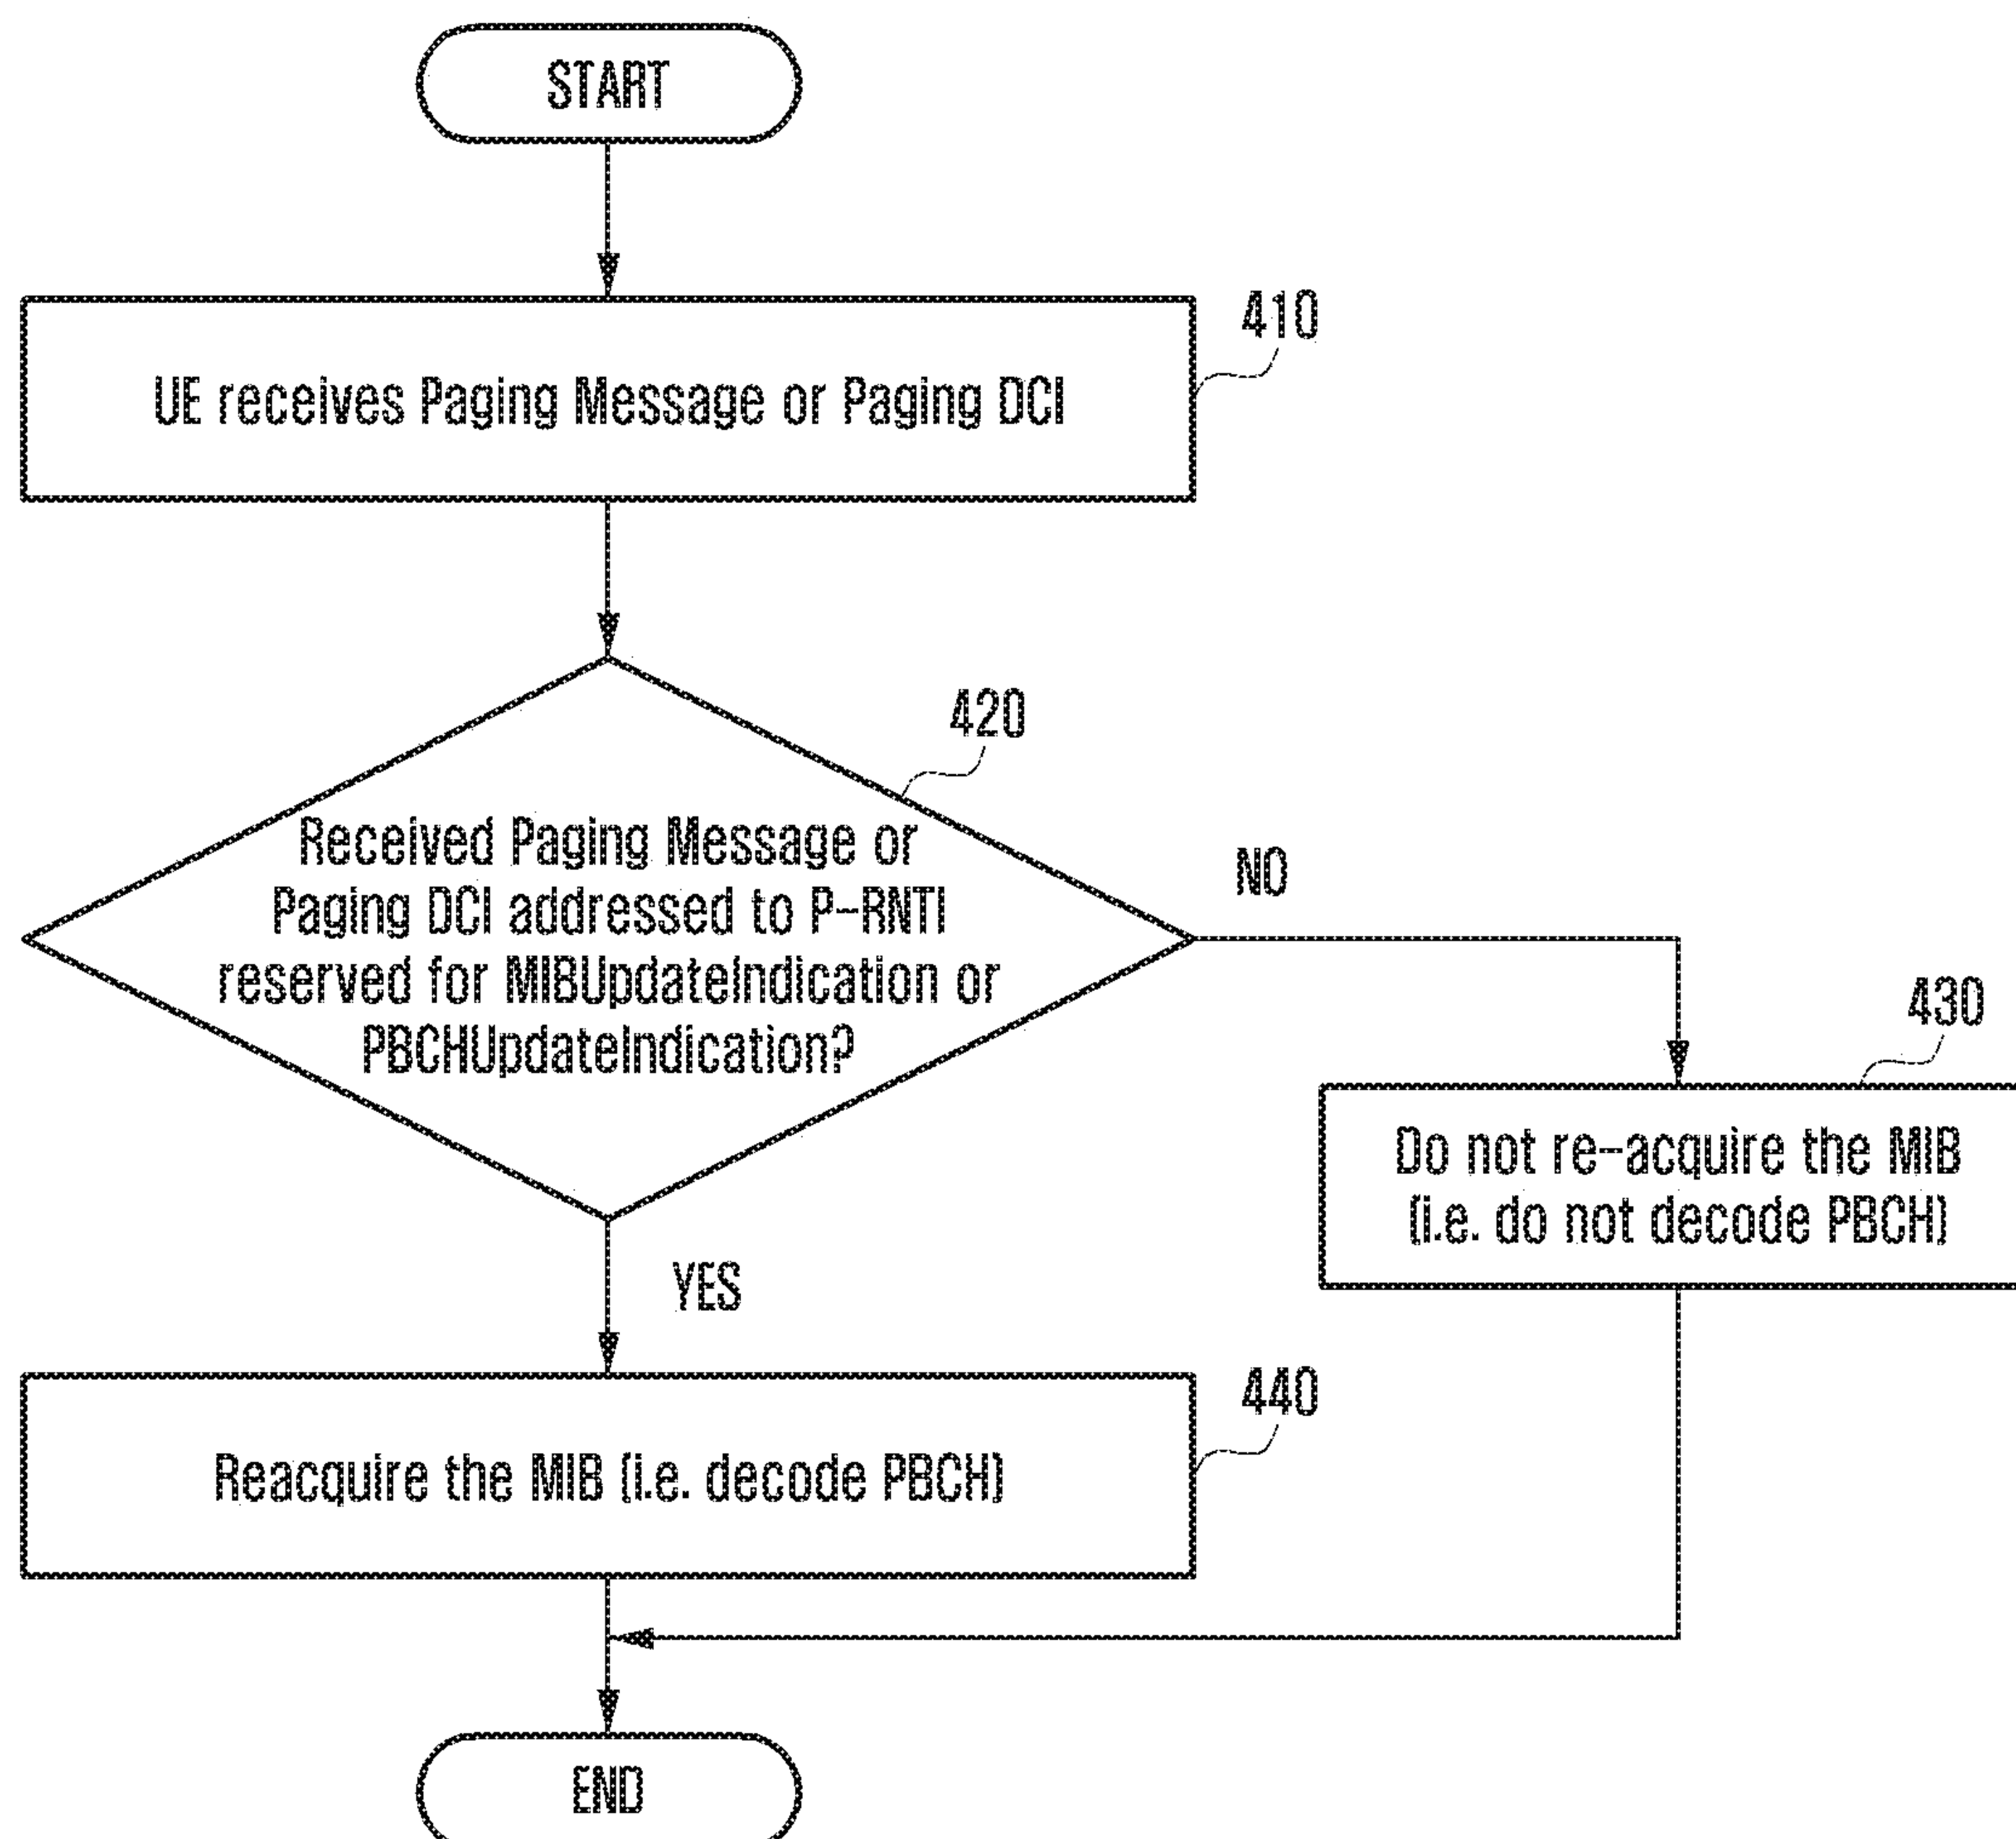 START
410
UE receives Paging Message or Paging DCI
420
Received Paging Message or
Paging DCI addressed to P-RNTI
reserved for MIBUpdateIndication or
PBCHUpdateIndication?
NO
430
Do not re-acquire the MIB
(i.e. do not decode PBCH)
YES
440
Reacquire the MIB (i.e. decode PBCH)
END